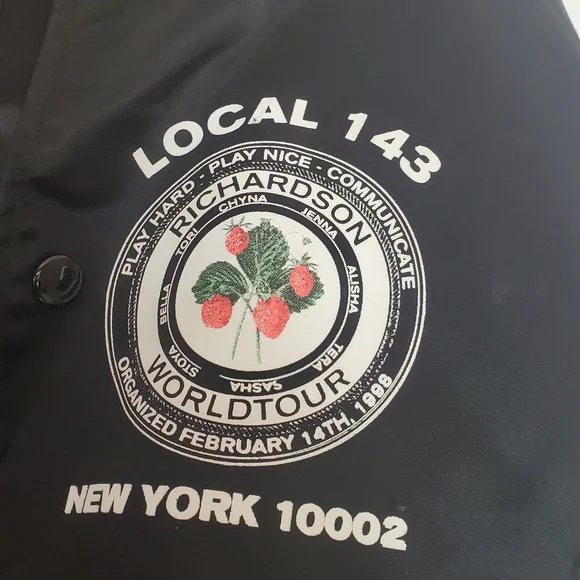 LOCAL 143
PLAY HARD - PLAY NICE - COMMUNICATE
RICHARDSON
CHYNA
JENNA
ALISHA
TERA
SASHA
STOYA
BELLA
TORI
WORLDTOUR
ORGANIZED FEBRUARY 14TH, 1998
NEW YORK 10002